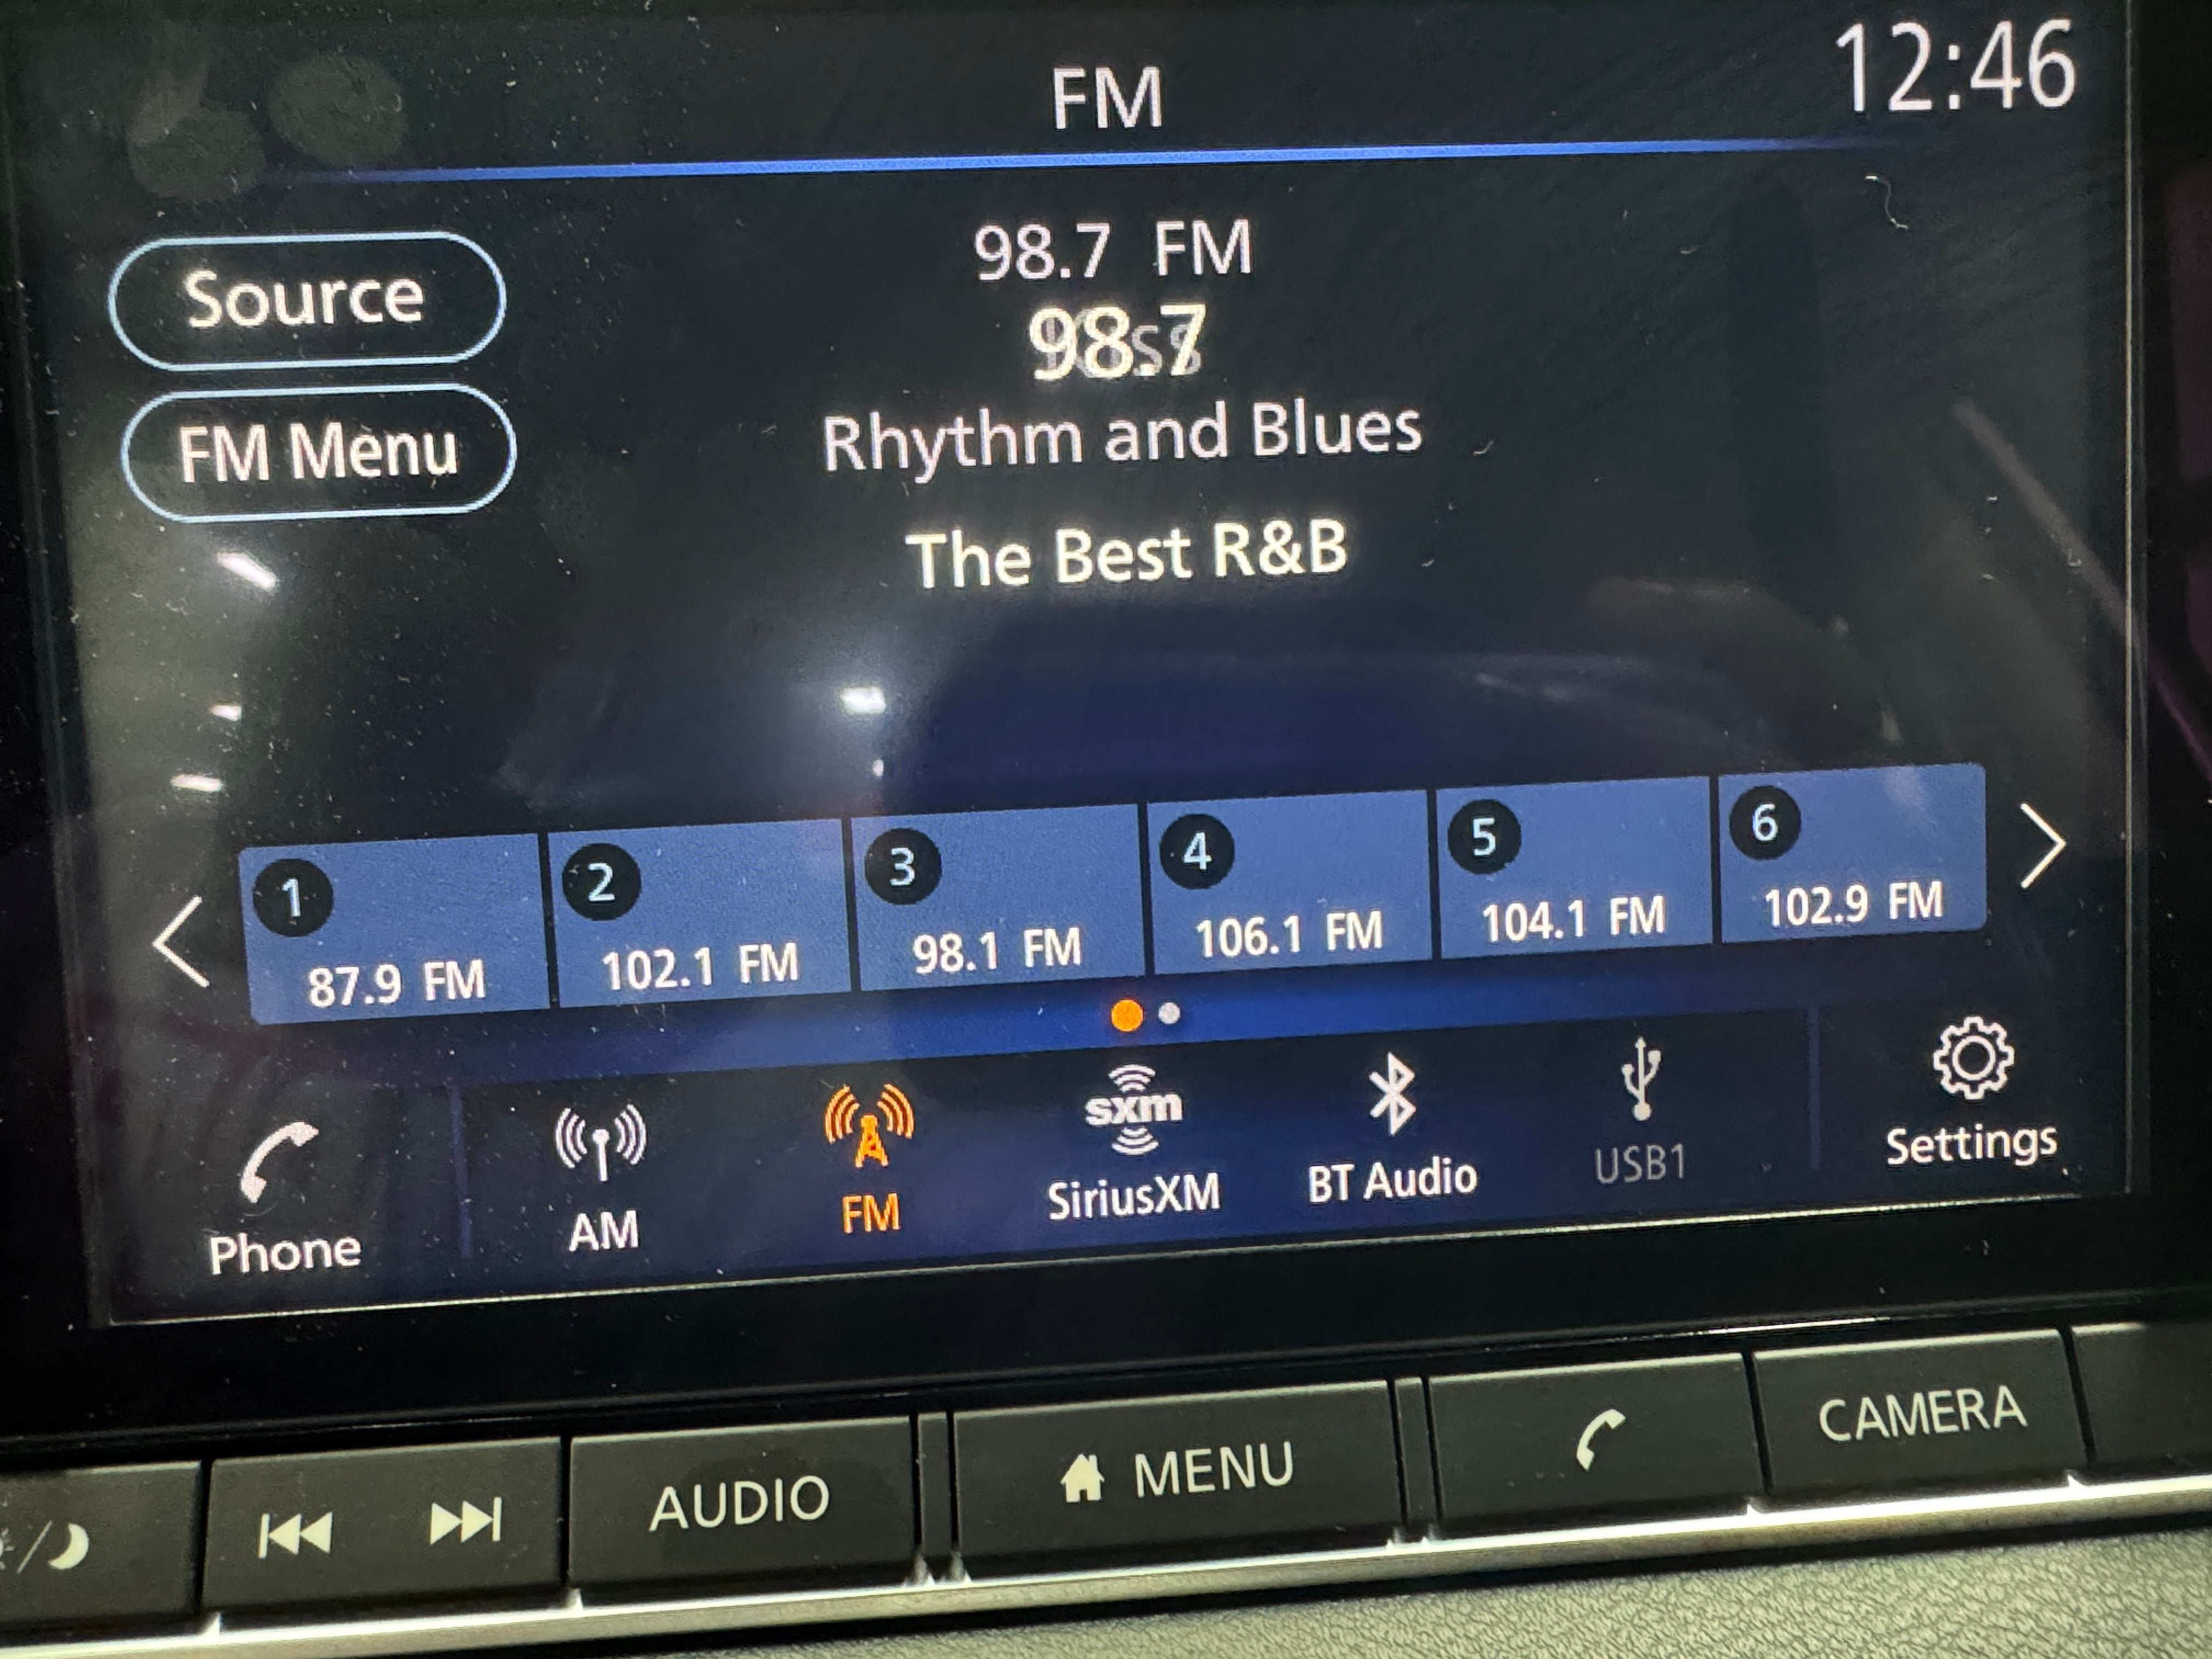 FM
12:46
Source
98.7 FM
98.7
FM Menu
Rhythm and Blues
The Best R&B
1
2
3
4
5
6
87.9 FM
102.1 FM
98.1 FM
106.1 FM
104.1 FM
102.9 FM
Phone
AM
FM
sxm
SiriusXM
BT Audio
USB1
Settings
AUDIO
MENU
CAMERA